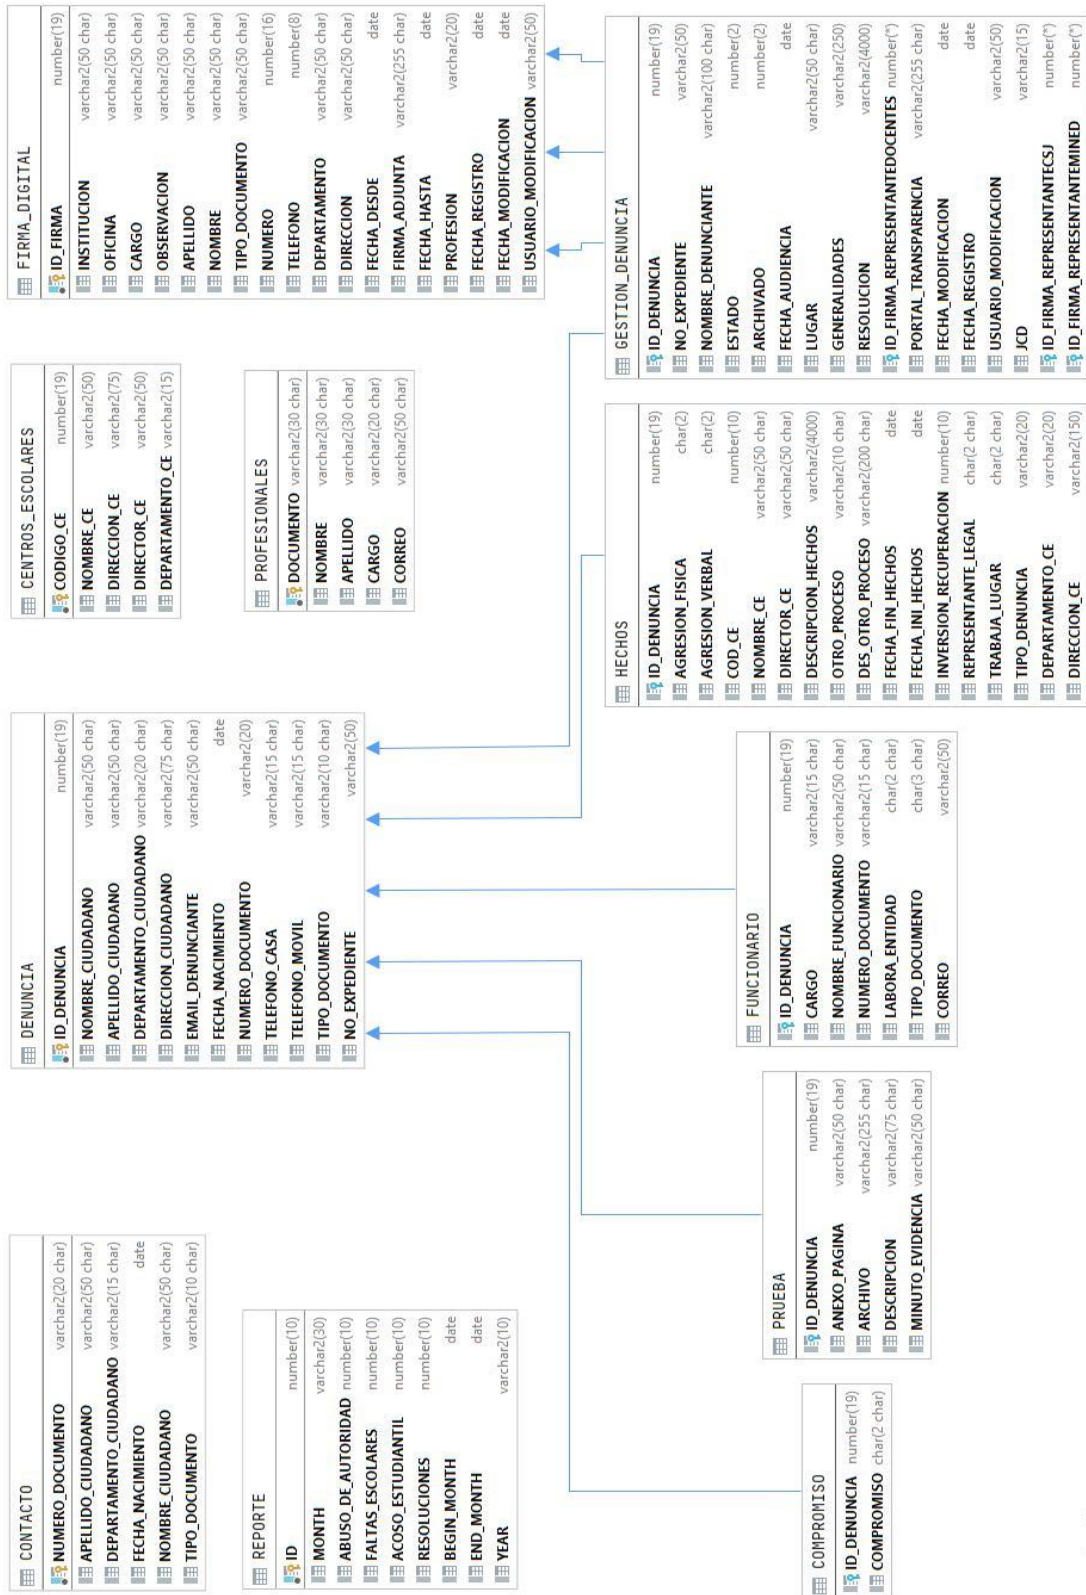 CONTACTO
NUMERO_DOCUMENTO varchar2(20 char)
APELLIDO_CIUDADANO varchar2(50 char)
DEPARTAMENTO_CIUDADANO varchar2(15 char)
FECHA_NACIMIENTO date
NOMBRE_CIUDADANO varchar2(50 char)
TIPO_DOCUMENTO varchar2(10 char)
DENUNCIA
ID_DENUNCIA number(19)
NOMBRE_CIUDADANO varchar2(50 char)
APELLIDO_CIUDADANO varchar2(50 char)
DEPARTAMENTO_CIUDADANO varchar2(20 char)
DIRECCION_CIUDADANO varchar2(75 char)
EMAIL_DENUNCIANTE varchar2(50 char)
FECHA_NACIMIENTO date
NUMERO_DOCUMENTO varchar2(20)
TELEFONO_CASA varchar2(15 char)
TELEFONO_MOVIL varchar2(15 char)
TIPO_DOCUMENTO varchar2(10 char)
NO_EXPEDIENTE varchar2(50)
CENTROS_ESCOLARES
CODIGO_CE number(19)
NOMBRE_CE varchar2(50)
DIRECCION_CE varchar2(75)
DIRECTOR_CE varchar2(50)
DEPARTAMENTO_CE varchar2(15)
FIRMA_DIGITAL
ID_FIRMA number(19)
INSTITUCION varchar2(50 char)
OFICINA varchar2(50 char)
CARGO varchar2(50 char)
OBSERVACION varchar2(50 char)
APELLIDO varchar2(50 char)
NOMBRE varchar2(50 char)
TIPO_DOCUMENTO varchar2(50 char)
NUMERO number(16)
TELEFONO number(8)
DEPARTAMENTO varchar2(50 char)
DIRECCION varchar2(50 char)
FECHA_DESDE date
FIRMA_ADJUNTA varchar2(255 char)
FECHA_HASTA date
PROFESION varchar2(20)
FECHA_REGISTRO date
FECHA_MODIFICACION date
USUARIO_MODIFICACION varchar2(50)
REPORTE
ID number(10)
MONTH varchar2(30)
ABUSO_DE_AUTORIDAD number(10)
FALTAS_ESCOLARES number(10)
ACOSO_ESTUDIANTIL number(10)
RESOLUCIONES number(10)
BEGIN_MONTH date
END_MONTH date
YEAR varchar2(10)
PROFESIONALES
DOCUMENTO varchar2(30 char)
NOMBRE varchar2(30 char)
APELLIDO varchar2(30 char)
CARGO varchar2(20 char)
CORREO varchar2(50 char)
COMPROMISO
ID_DENUNCIA number(19)
COMPROMISO char(2 char)
PRUEBA
ID_DENUNCIA number(19)
ANEXO_PAGINA varchar2(50 char)
ARCHIVO varchar2(255 char)
DESCRIPCION varchar2(75 char)
MINUTO_EVIDENCIA varchar2(50 char)
FUNCIONARIO
ID_DENUNCIA number(19)
CARGO varchar2(15 char)
NOMBRE_FUNCIONARIO varchar2(50 char)
NUMERO_DOCUMENTO varchar2(15 char)
LABORA_ENTIDAD char(2 char)
TIPO_DOCUMENTO char(3 char)
CORREO varchar2(50)
HECHOS
ID_DENUNCIA number(19)
AGRESION_FISICA char(2)
AGRESION_VERBAL char(2)
COD_CE number(10)
NOMBRE_CE varchar2(50 char)
DIRECTOR_CE varchar2(50 char)
DESCRIPCION_HECHOS varchar2(4000)
OTRO_PROCESO varchar2(10 char)
DES_OTRO_PROCESO varchar2(200 char)
FECHA_FIN_HECHOS date
FECHA_INI_HECHOS date
INVERSION_RECUPERACION number(10)
REPRESENTANTE_LEGAL char(2 char)
TRABAJA_LUGAR char(2 char)
TIPO_DENUNCIA varchar2(20)
DEPARTAMENTO_CE varchar2(20)
DIRECCION_CE varchar2(150)
GESTION_DENUNCIA
ID_DENUNCIA number(19)
NO_EXPEDIENTE varchar2(50)
NOMBRE_DENUNCIANTE varchar2(100 char)
ESTADO number(2)
ARCHIVADO number(2)
FECHA_AUDIENCIA date
LUGAR varchar2(50 char)
GENERALIDADES varchar2(250)
RESOLUCION varchar2(4000)
ID_FIRMA_REPRESENTANTEDOCENTES number(*)
PORTAL_TRANSPARENCIA varchar2(255 char)
FECHA_MODIFICACION date
FECHA_REGISTRO date
USUARIO_MODIFICACION varchar2(50)
JCD varchar2(15)
ID_FIRMA_REPRESENTANTECSJ number(*)
ID_FIRMA_REPRESENTANTEMINED number(*)